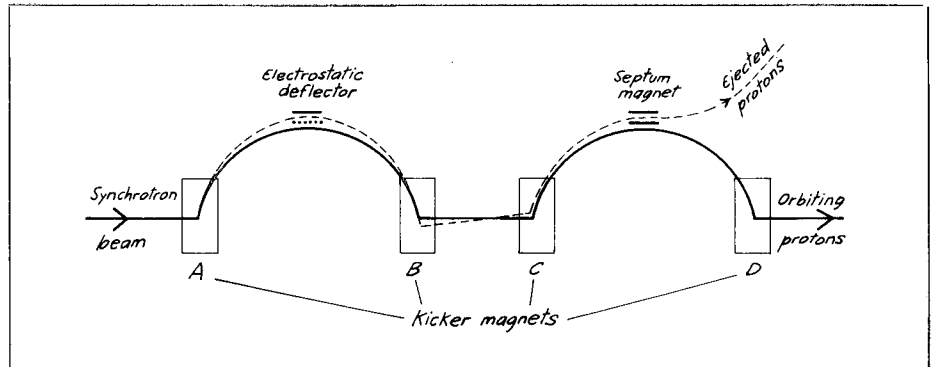 Electrostatic
deflector
Septum
magnet
Ejected
protons
Synchrotron
beam
Orbiting
protons
A
B
C
D
Kicker magnets